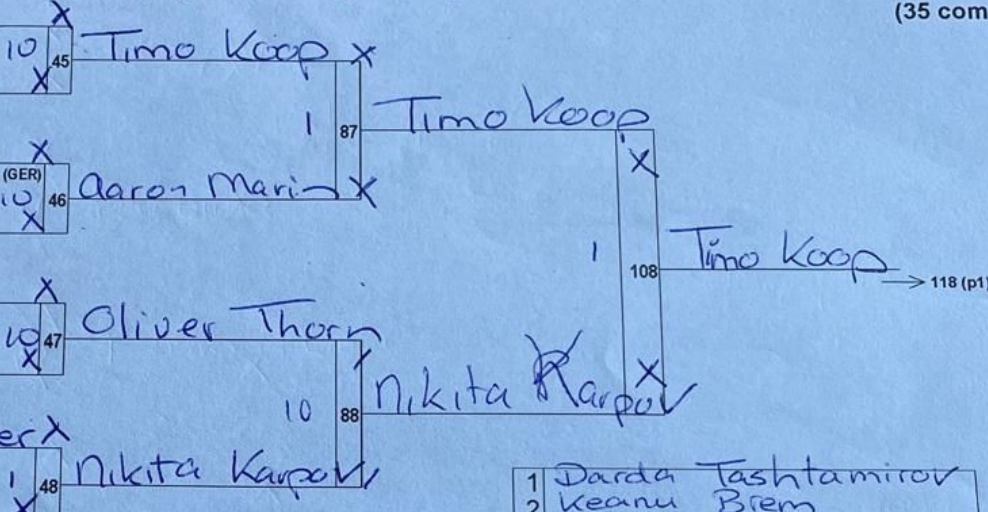 (35 com
10 45 Timo Koop
1 87 Timo Koop
(GER)
10 46 Aaron Marin
1 108 Timo Koop
118 (p1)
10 47 Oliver Thorn
10 88 Nikita Karpov
er
1 48 Nikita Karpov
1 Darda Tashtamirov
2 Keanu Brem